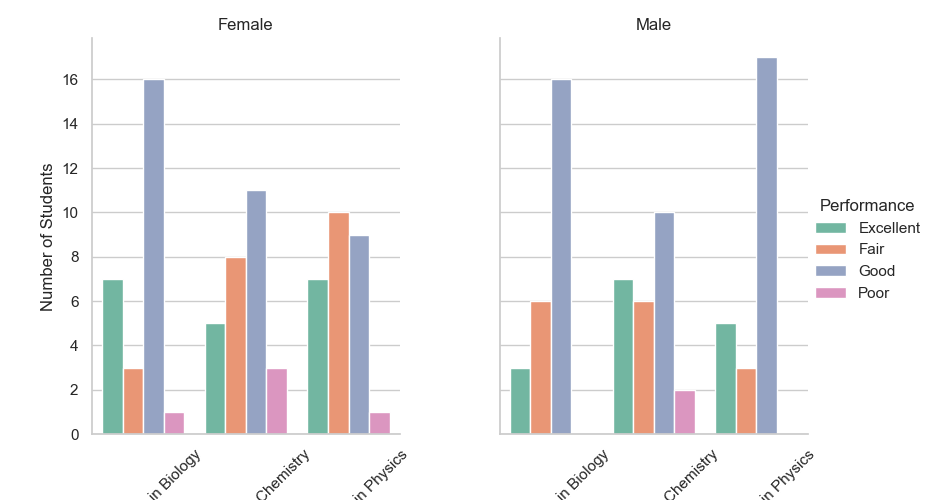 Female
Male
16
14
12
10
8
6
4
2
0
Number of Students
in Biology
Chemistry
in Physics
in Biology
Chemistry
in Physics
Performance
Excellent
Fair
Good
Poor